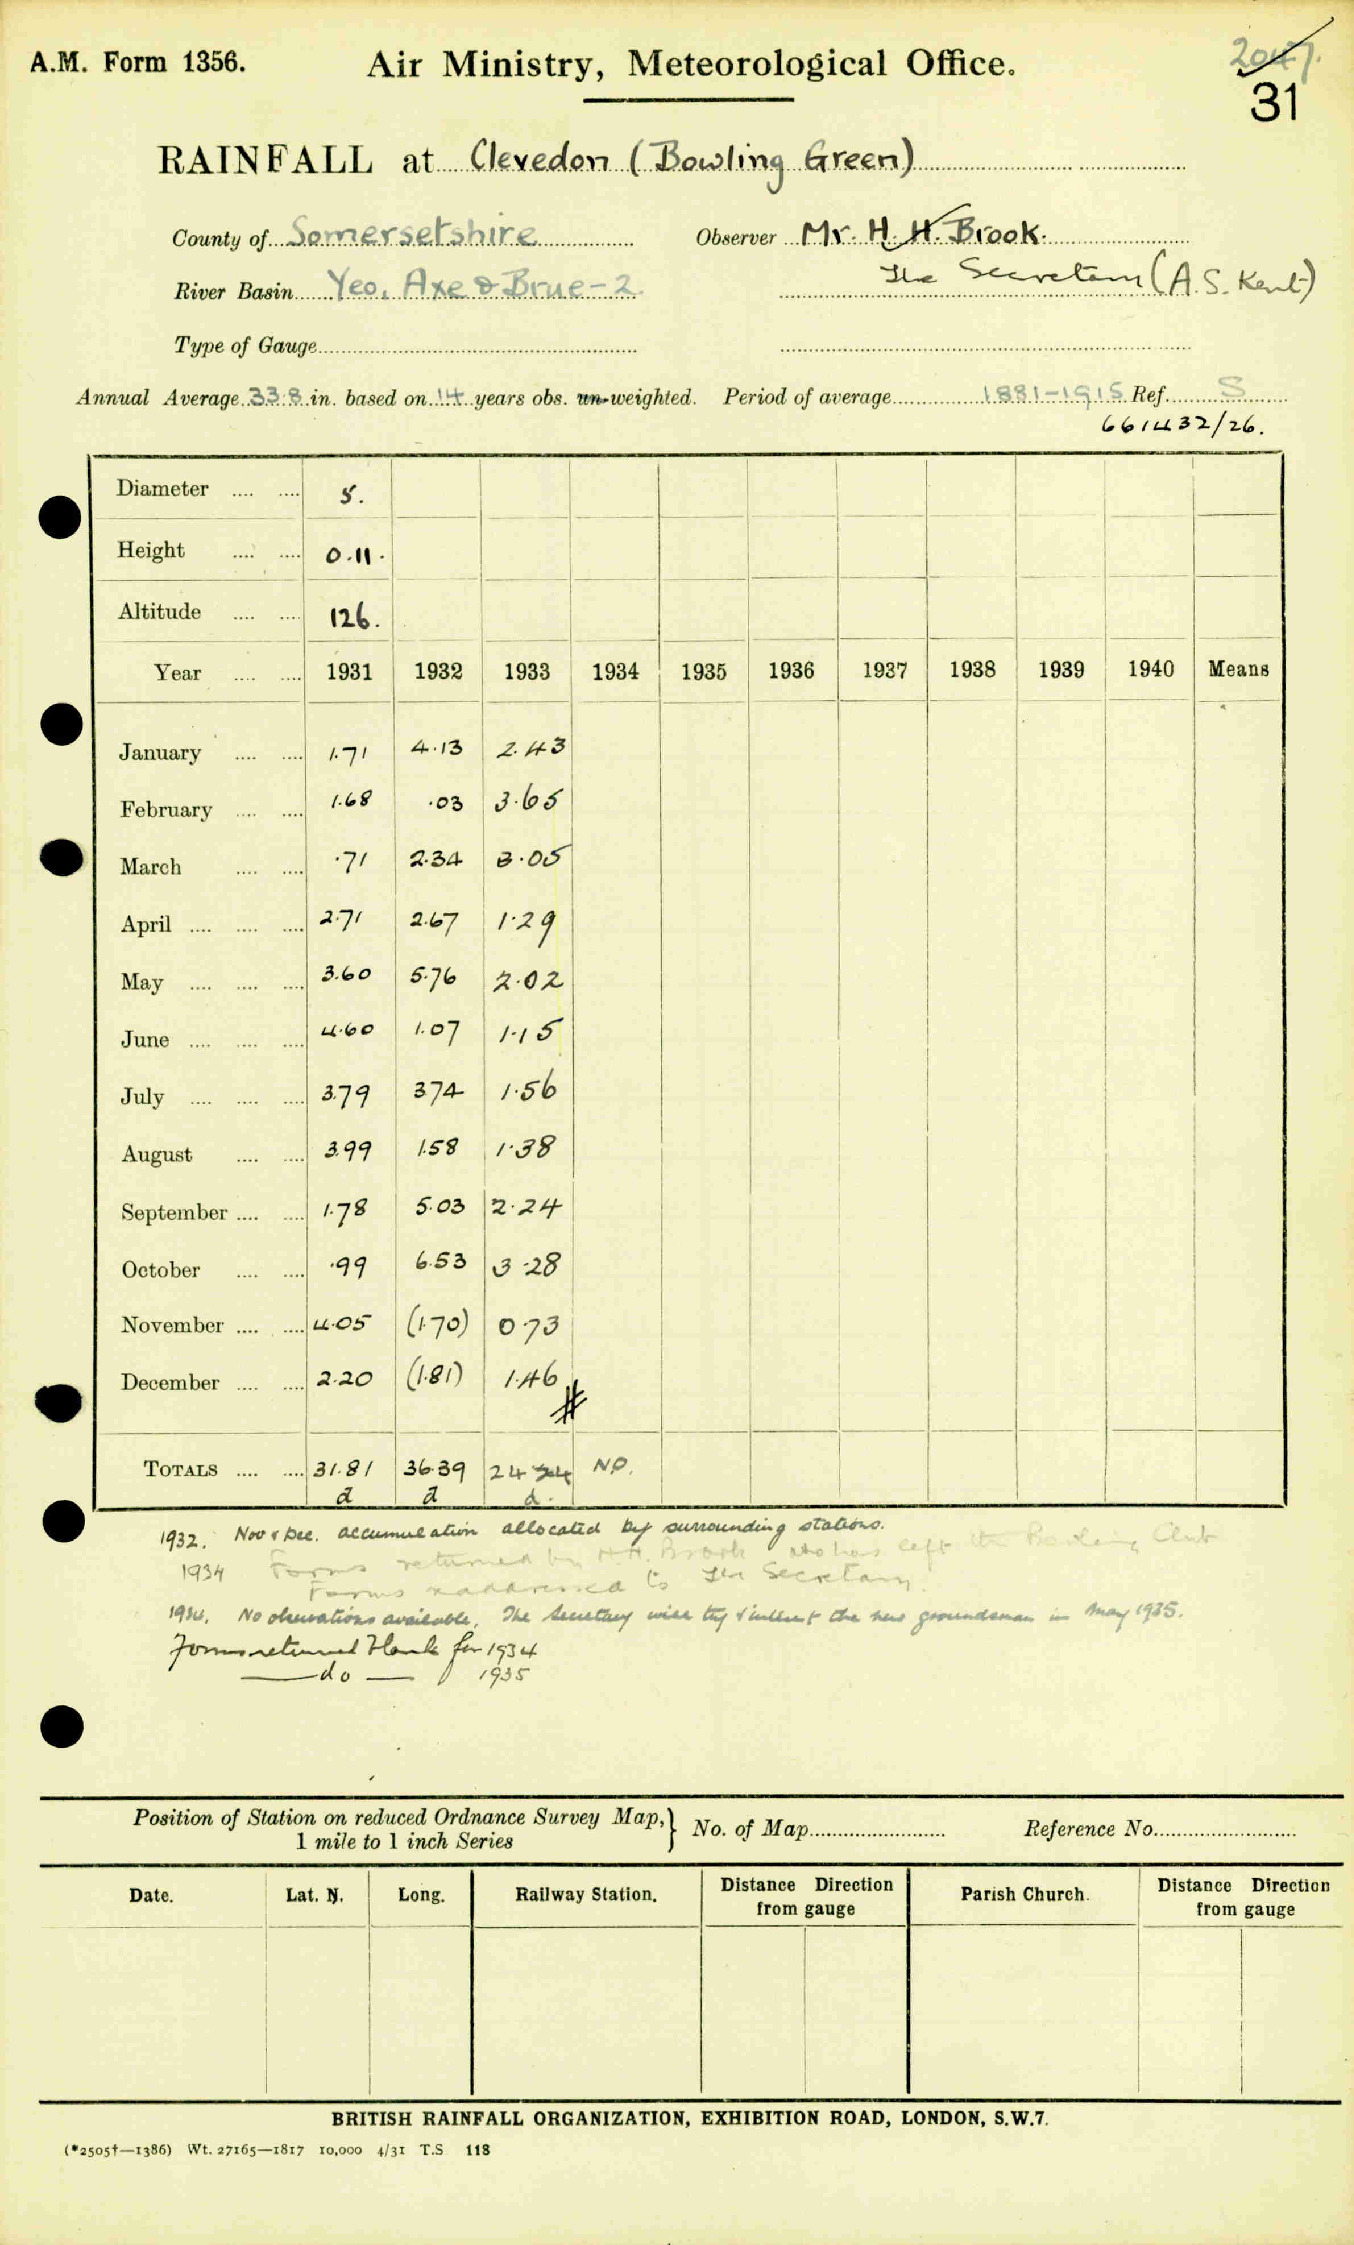 A.M. Form 1356. Air Ministry, Meteorological Office. 2047.
31
RAINFALL at Clevedon (Bowling Green)
County of Somersetshire Observer Mr. H. H. Brook.
River Basin Yeo, Axe & Brue-2 The Secretary (A.S. Kent)
Type of Gauge
Annual Average 33.8 in. based on 14 years obs. un-weighted. Period of average 1881-1915 Ref. S
661432/26.
Diameter .... .... 5.
Height .... .... 0.11.
Altitude .... .... 126.
Year .... .... 1931 1932 1933 1934 1935 1936 1937 1938 1939 1940 Means
January .... .... 1.71 4.13 2.43
February .... .... 1.68 .03 3.65
March .... .... .71 2.34 3.05
April .... .... .... 2.71 2.67 1.29
May .... .... .... 3.60 5.76 2.02
June .... .... .... 4.60 1.07 1.15
July .... .... .... 3.79 3.74 1.56
August .... .... 3.99 1.58 1.38
September .... .... 1.78 5.03 2.24
October .... .... .99 6.53 3.28
November .... .... 4.05 (1.70) 0.73
December .... .... 2.20 (1.81) 1.46
TOTALS .... .... 31.81 36.39 24 No.
d d d.
1932. Nov & Dec. accumulation allocated by surrounding stations.
1934 Forms returned by H.H. Brook who has left the Bowling Club
Forms readdressed to The Secretary.
1934. No observations available. The Secretary will try & interest the new groundsman in May 1935.
Forms returned blank for 1934
do 1935
Position of Station on reduced Ordnance Survey Map, } No. of Map Reference No.
1 mile to 1 inch Series
Date. Lat. N. Long. Railway Station. Distance Direction from gauge Parish Church. Distance Direction from gauge
BRITISH RAINFALL ORGANIZATION, EXHIBITION ROAD, LONDON, S.W.7.
(*2505†—1386) Wt. 27165—1817 10,000 4/31 T.S 118